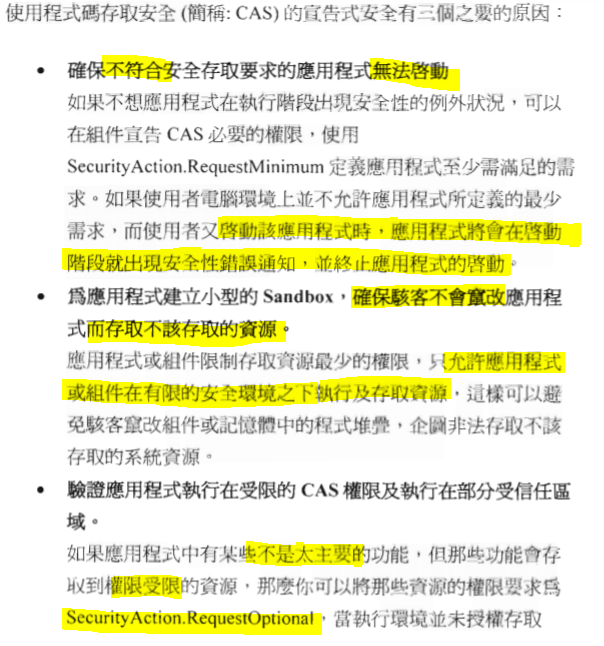 使用程式碼存取安全 (簡稱: CAS) 的宣告式安全有三個之要的原因：
• 確保不符合安全存取要求的應用程式無法啓動
如果不想應用程式在執行階段出現安全性的例外狀況，可以
在組件宣告 CAS 必要的權限，使用
SecurityAction.RequestMinimum 定義應用程式至少需滿足的需
求。如果使用者電腦環境上並不允許應用程式所定義的最少
需求，而使用者又啓動該應用程式時，應用程式將會在啓動
階段就出現安全性錯誤通知，並終止應用程式的啓動。
• 爲應用程式建立小型的 Sandbox，確保駭客不會竄改應用程
式而存取不該存取的資源。
應用程式或組件限制存取資源最少的權限，只允許應用程式
或組件在有限的安全環境之下執行及存取資源，這樣可以避
免駭客竄改組件或記憶體中的程式堆疊，企圖非法存取不該
存取的系統資源。
• 驗證應用程式執行在受限的 CAS 權限及執行在部分受信任區
域。
如果應用程式中有某些不是太主要的功能，但那些功能會存
取到權限受限的資源，那麼你可以將那些資源的權限要求爲
SecurityAction.RequestOptional，當執行環境並未授權存取